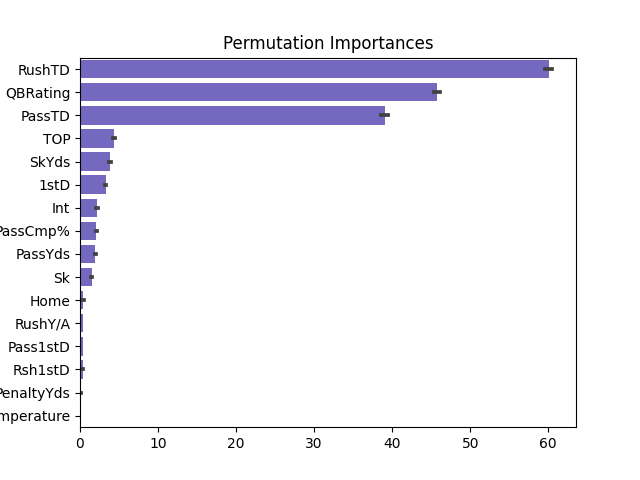 Permutation Importances
RushTD
QBRating
PassTD
TOP
SkYds
1stD
Int
PassCmp%
PassYds
Sk
Home
RushY/A
Pass1stD
Rsh1stD
PenaltyYds
mperature
0 10 20 30 40 50 60